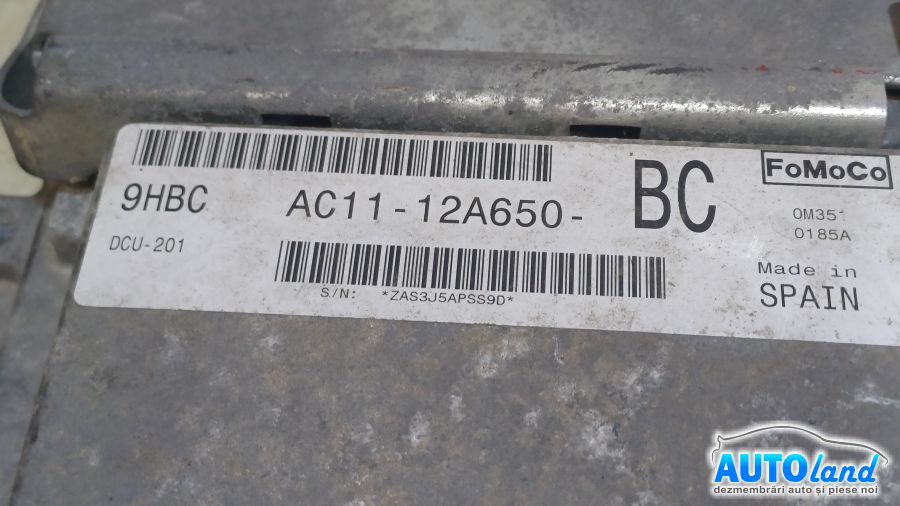 FoMoCo
9HBC AC11-12A650- BC
DCU-201
0M351
0185A
Made in
SPAIN
S/N: *ZAS3J5APSS9D*
AUTOland
dezmembrări auto și piese noi